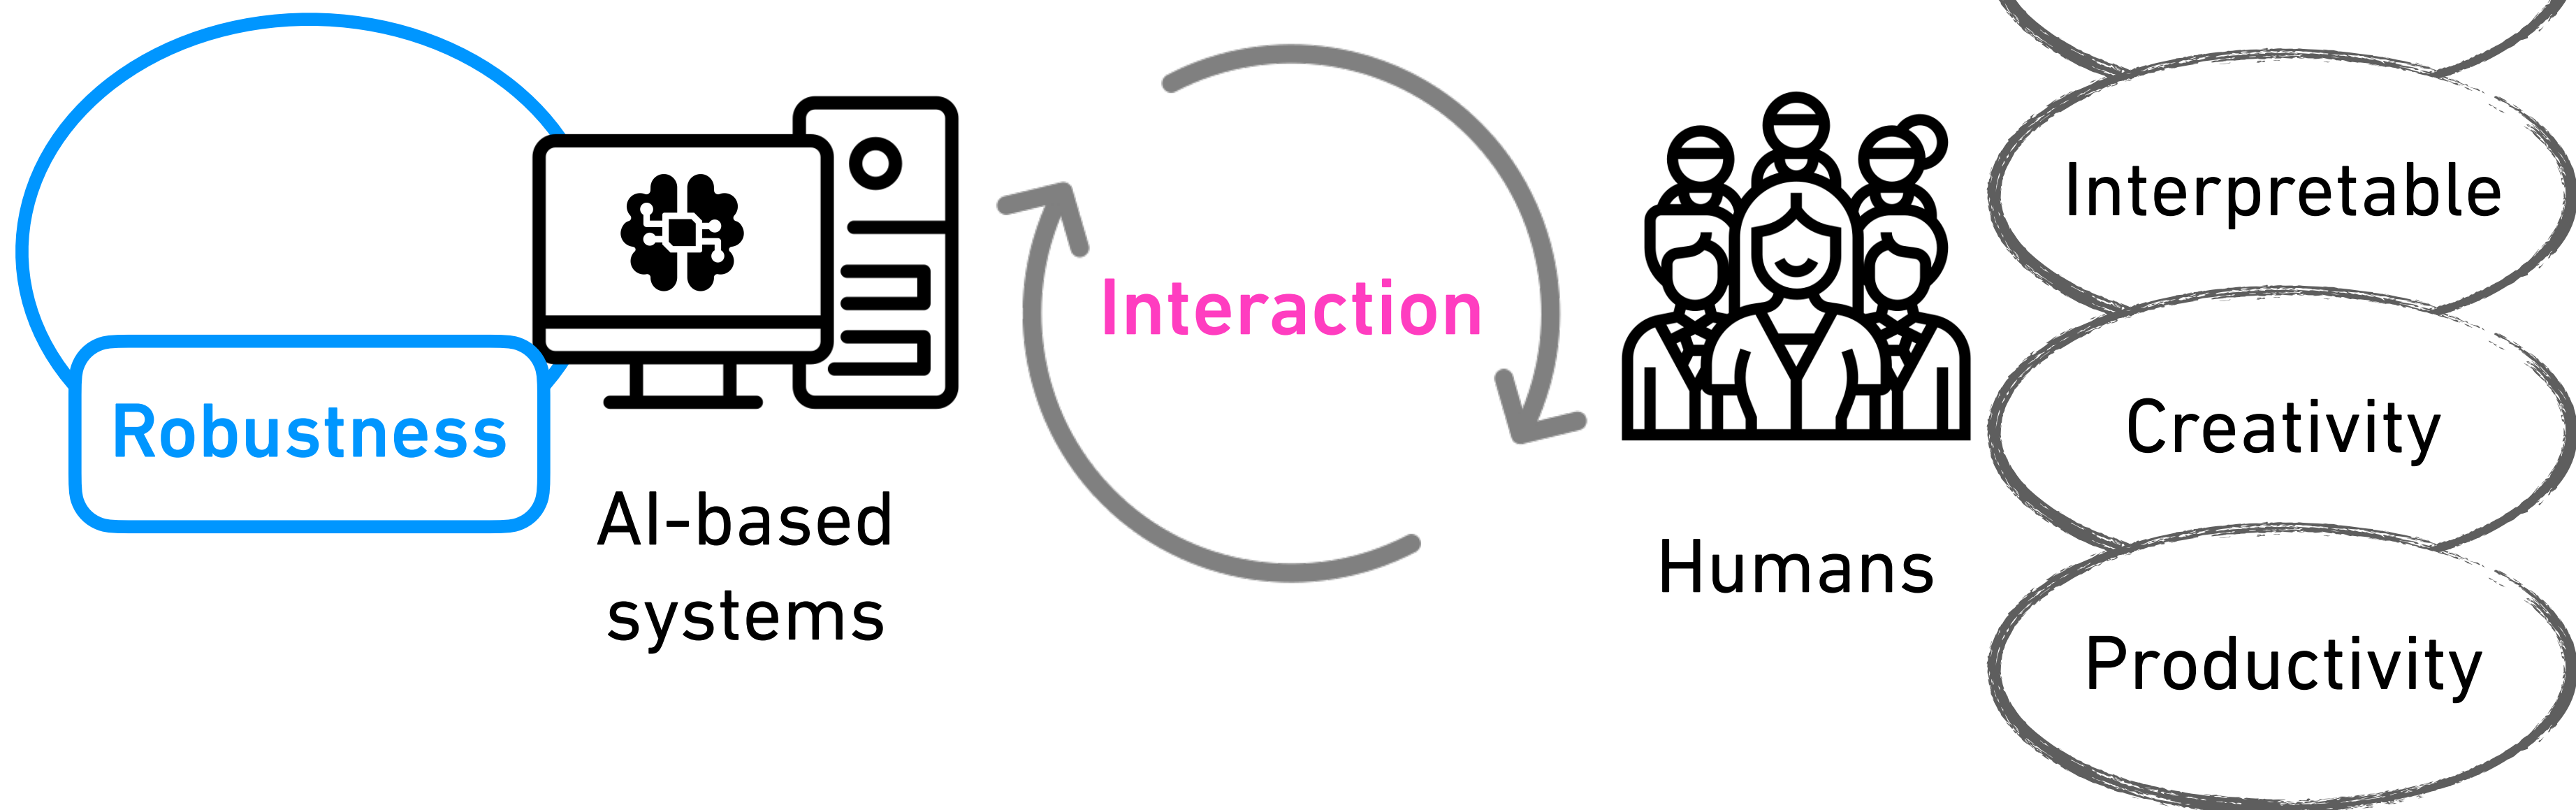 Robustness
AI-based
systems
Interaction
Humans
Interpretable
Creativity
Productivity